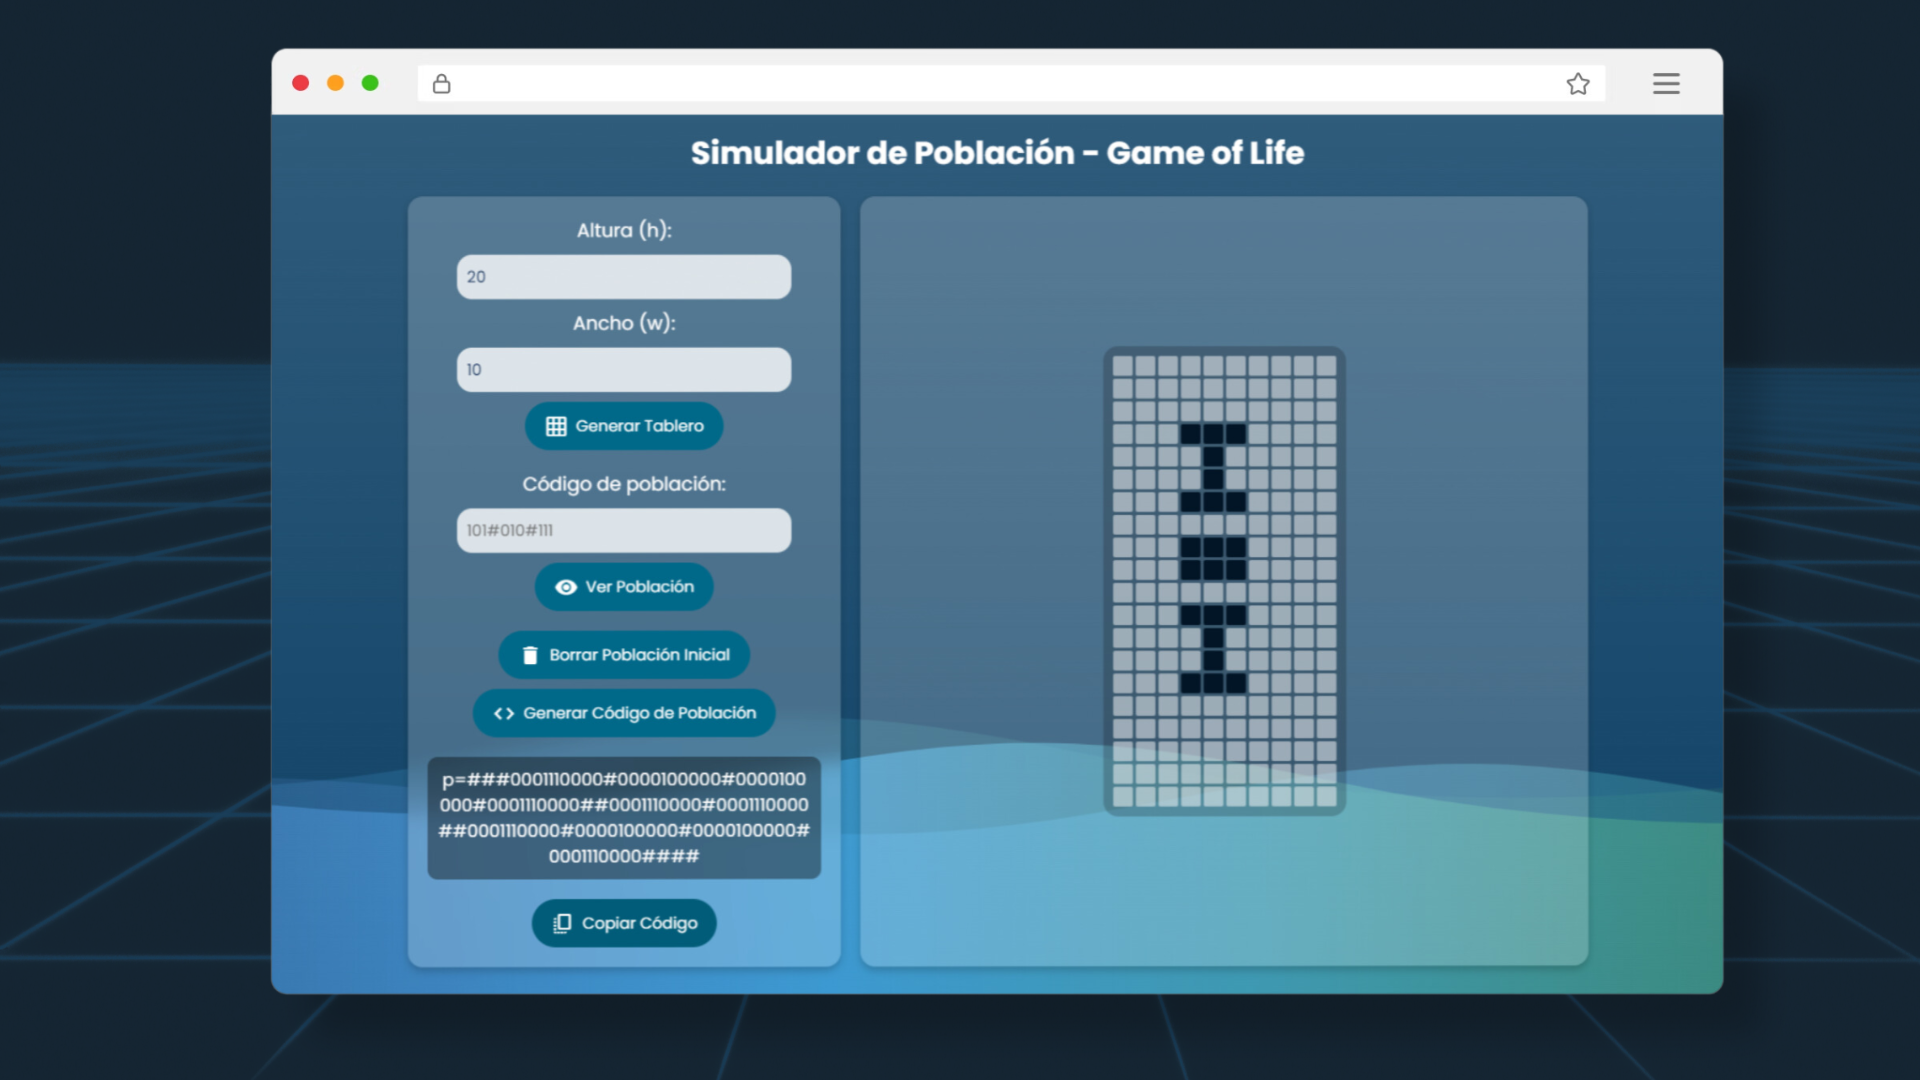 Simulador de Población - Game of Life
Altura (h):
20
Ancho (w):
10
Generar Tablero
Código de población:
101#010#111
Ver Población
Borrar Población Inicial
Generar Código de Población
p=###0001110000#0000100000#0000100
000#0001110000##0001110000#0001110000
##0001110000#0000100000#0000100000#
0001110000####
Copiar Código